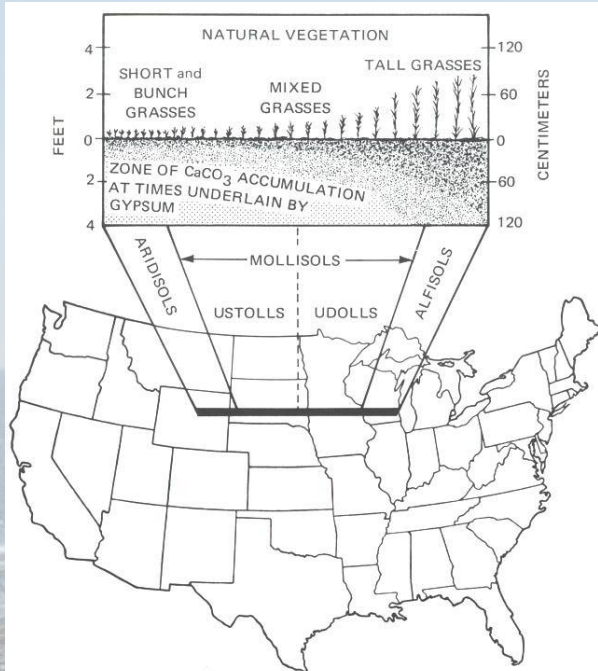 NATURAL VEGETATION
TALL GRASSES
SHORT and
BUNCH
GRASSES
MIXED
GRASSES
FEET
4
2
0
2
4
120
60
0
60
120
CENTIMETERS
ZONE OF CaCO3 ACCUMULATION
AT TIMES UNDERLAIN BY
GYPSUM
ARIDISOLS
MOLLISOLS
USTOLLS
UDOLLS
ALFISOLS